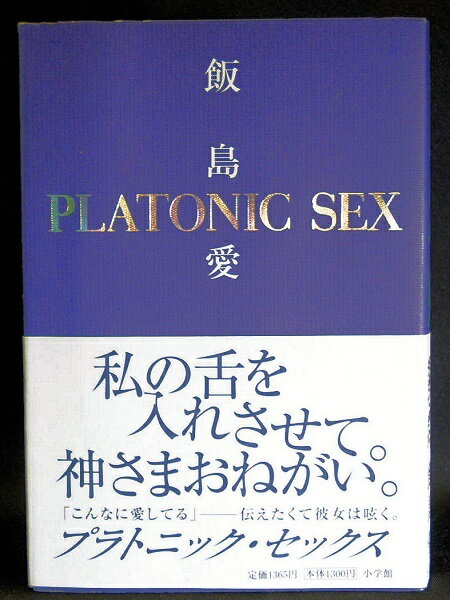 飯島愛
PLATONIC SEX
私の舌を
入れさせて。
神さまおねがい。
「こんなに愛してる」——伝えたくて彼女は呟く。
プラトニック・セックス
定価1365円 本体1300円 小学館